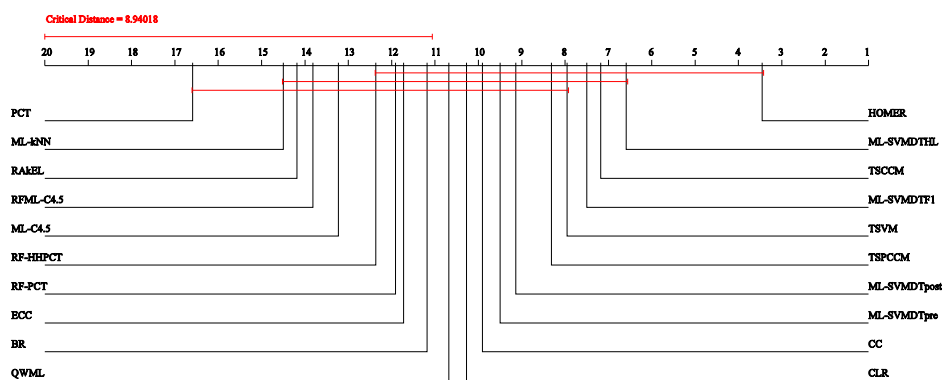 Critical Distance = 8.94018
20 19 18 17 16 15 14 13 12 11 10 9 8 7 6 5 4 3 2 1
PCT HOMER
ML-kNN ML-SVMDTHL
RAkEL TSCCM
RFML-C4.5 ML-SVMDTF1
ML-C4.5 TSVM
RF-HHPCT TSPCCM
RF-PCT ML-SVMDTpost
ECC ML-SVMDTpre
BR CC
QWML CLR